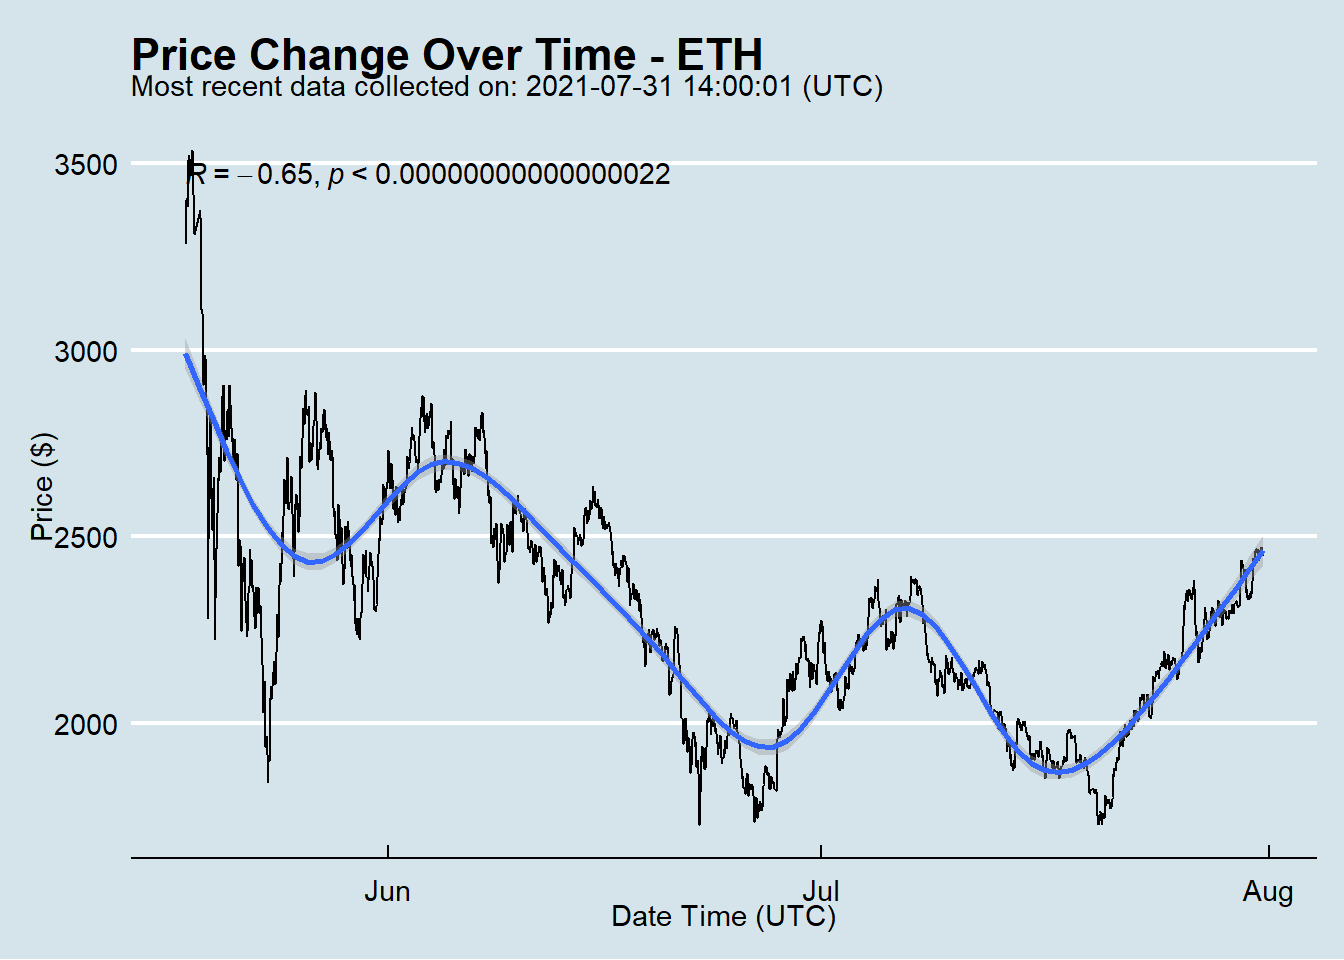 Price Change Over Time - ETH
Most recent data collected on: 2021-07-31 14:00:01 (UTC)
R = −0.65, p < 0.00000000000000022
3500
3000
2500
2000
Price ($)
Jun
Jul
Aug
Date Time (UTC)